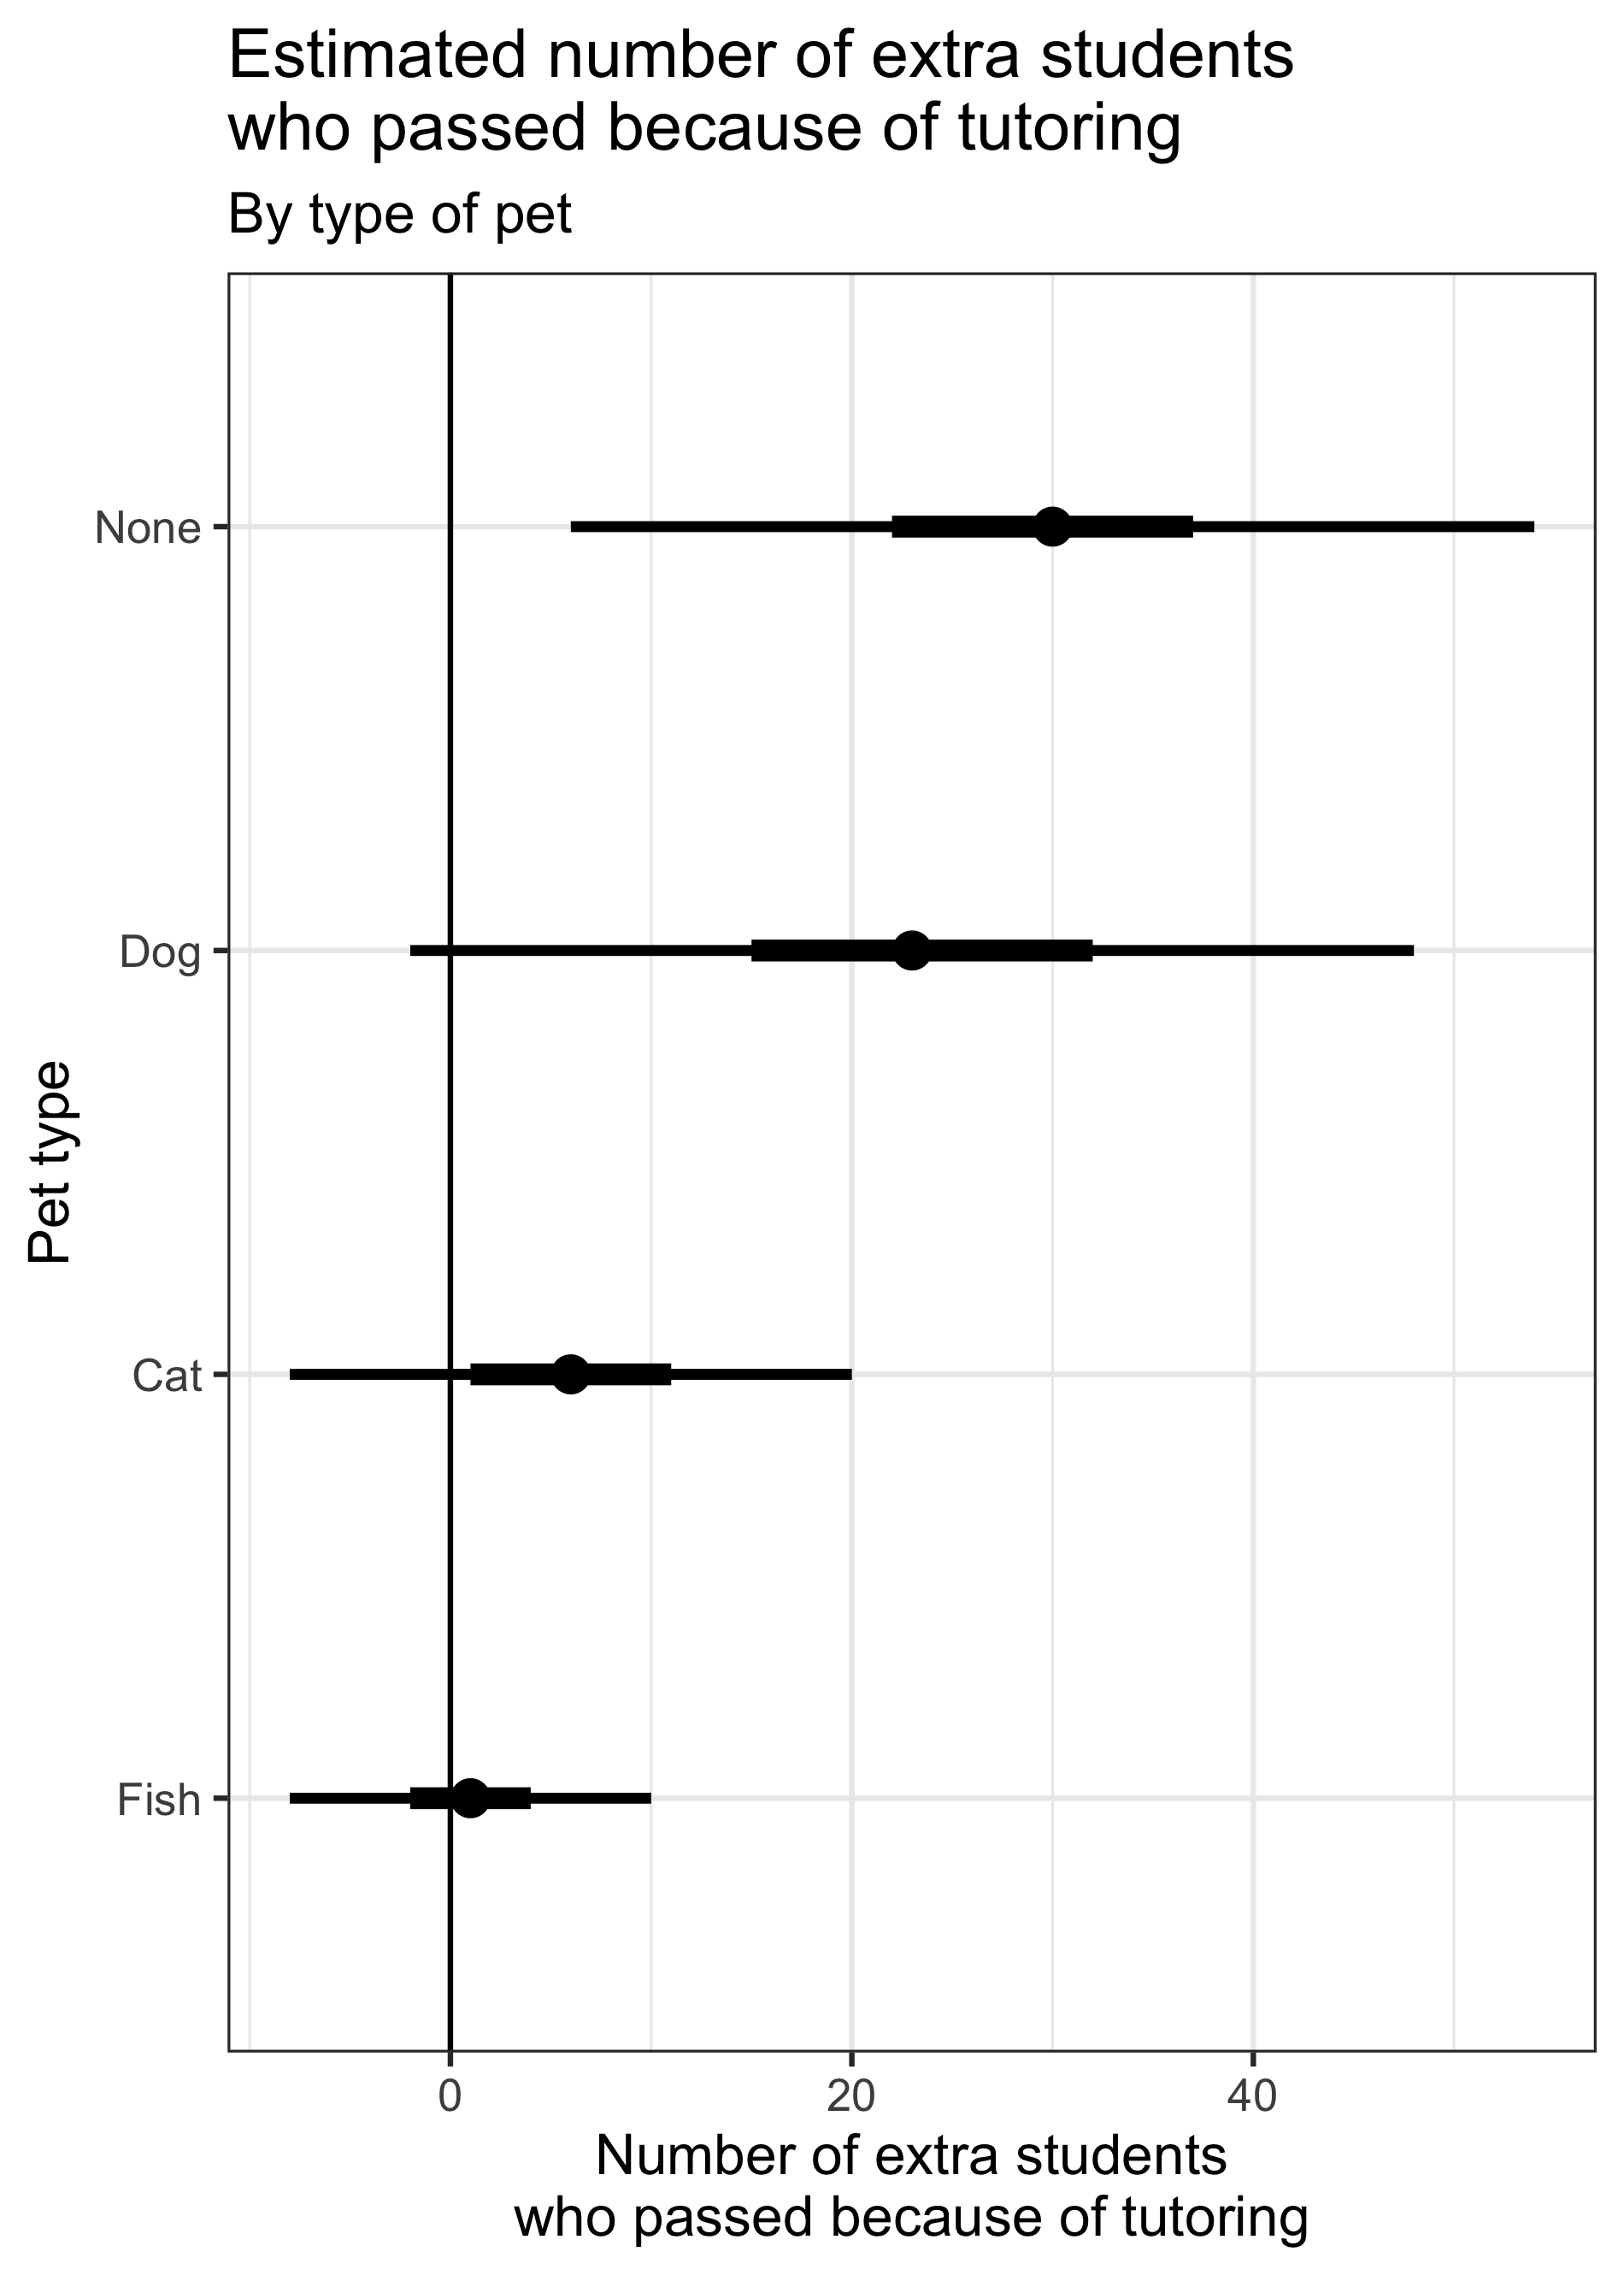 Estimated number of extra students
who passed because of tutoring
By type of pet
Pet type
None
Dog
Cat
Fish
0 20 40
Number of extra students
who passed because of tutoring